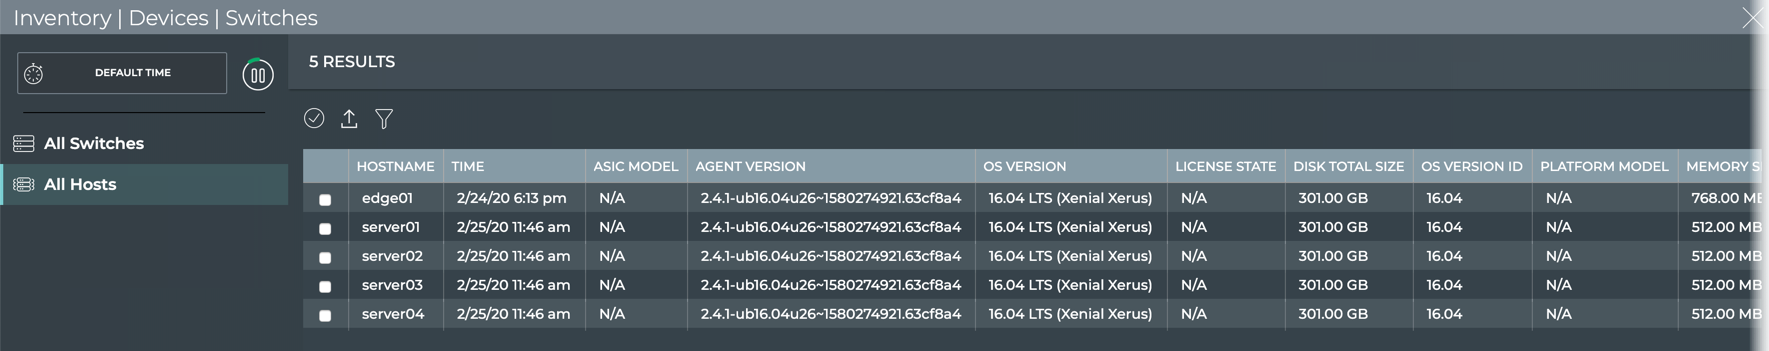 Inventory | Devices | Switches
DEFAULT TIME
5 RESULTS
All Switches
All Hosts
HOSTNAME TIME ASIC MODEL AGENT VERSION OS VERSION LICENSE STATE DISK TOTAL SIZE OS VERSION ID PLATFORM MODEL MEMORY S
edge01 2/24/20 6:13 pm N/A 2.4.1-ub16.04u26~1580274921.63cf8a4 16.04 LTS (Xenial Xerus) N/A 301.00 GB 16.04 N/A 768.00 MB
server01 2/25/20 11:46 am N/A 2.4.1-ub16.04u26~1580274921.63cf8a4 16.04 LTS (Xenial Xerus) N/A 301.00 GB 16.04 N/A 512.00 MB
server02 2/25/20 11:46 am N/A 2.4.1-ub16.04u26~1580274921.63cf8a4 16.04 LTS (Xenial Xerus) N/A 301.00 GB 16.04 N/A 512.00 MB
server03 2/25/20 11:46 am N/A 2.4.1-ub16.04u26~1580274921.63cf8a4 16.04 LTS (Xenial Xerus) N/A 301.00 GB 16.04 N/A 512.00 MB
server04 2/25/20 11:46 am N/A 2.4.1-ub16.04u26~1580274921.63cf8a4 16.04 LTS (Xenial Xerus) N/A 301.00 GB 16.04 N/A 512.00 MB